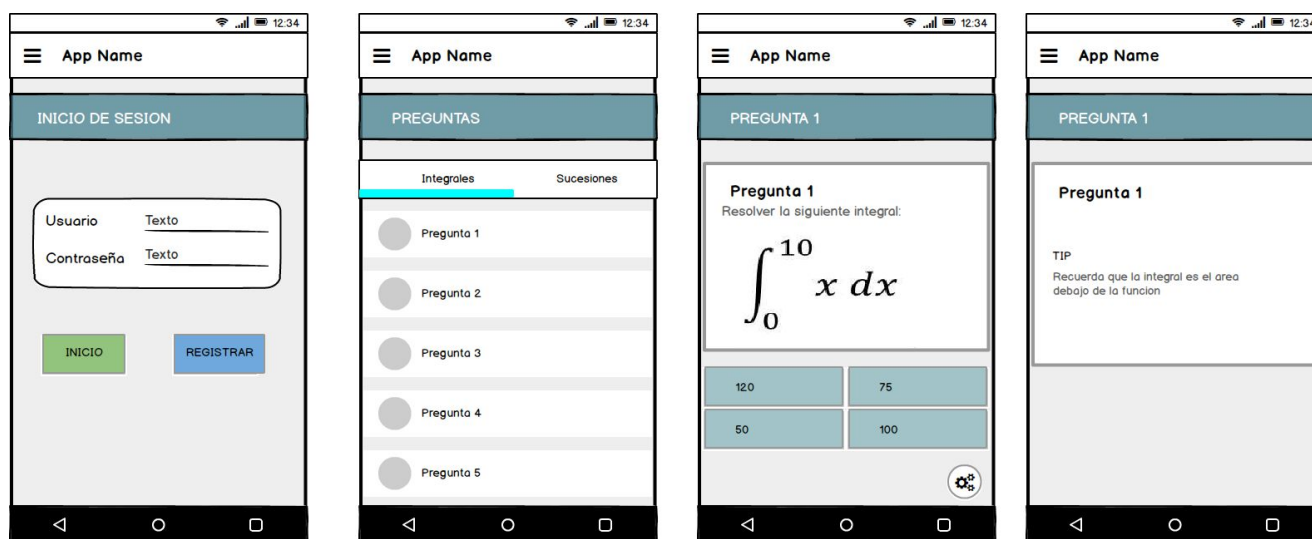 12:34
App Name
INICIO DE SESION
Usuario Texto
Contraseña Texto
INICIO REGISTRAR
12:34
App Name
PREGUNTAS
Integrales Sucesiones
Pregunta 1
Pregunta 2
Pregunta 3
Pregunta 4
Pregunta 5
12:34
App Name
PREGUNTA 1
Pregunta 1
Resolver la siguiente integral:
∫₀¹⁰ x dx
120 75
50 100
12:34
App Name
PREGUNTA 1
Pregunta 1
TIP
Recuerda que la integral es el area
debajo de la funcion